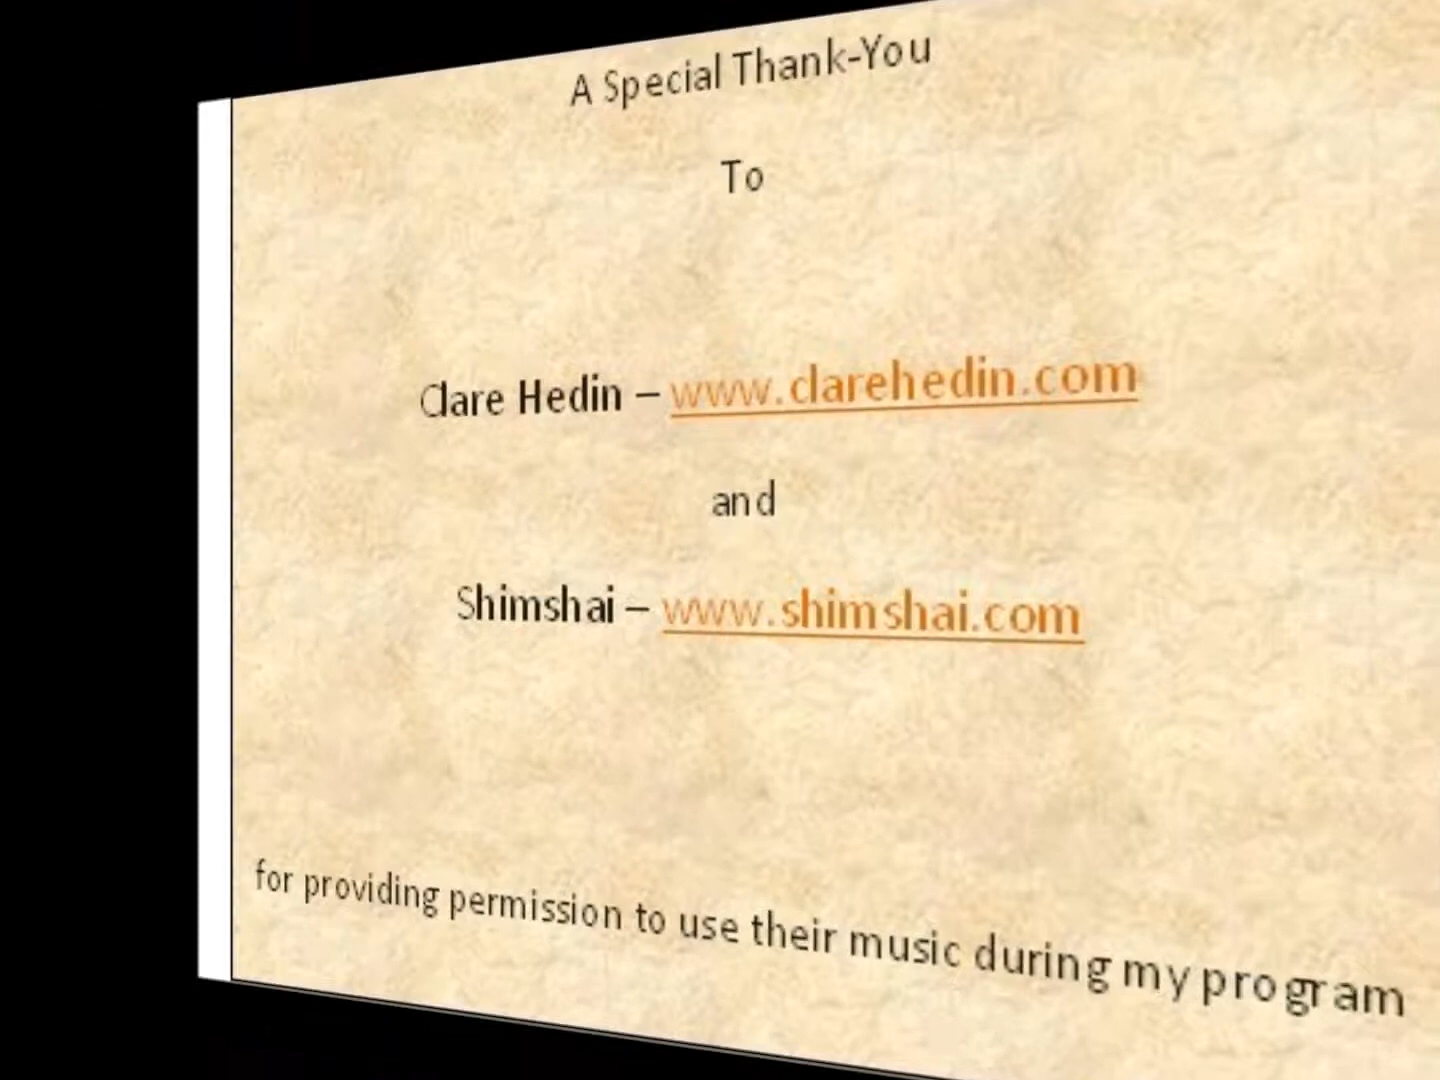 A Special Thank-You
To
Clare Hedin – www.clarehedin.com
and
Shimshai – www.shimshai.com
for providing permission to use their music during my program